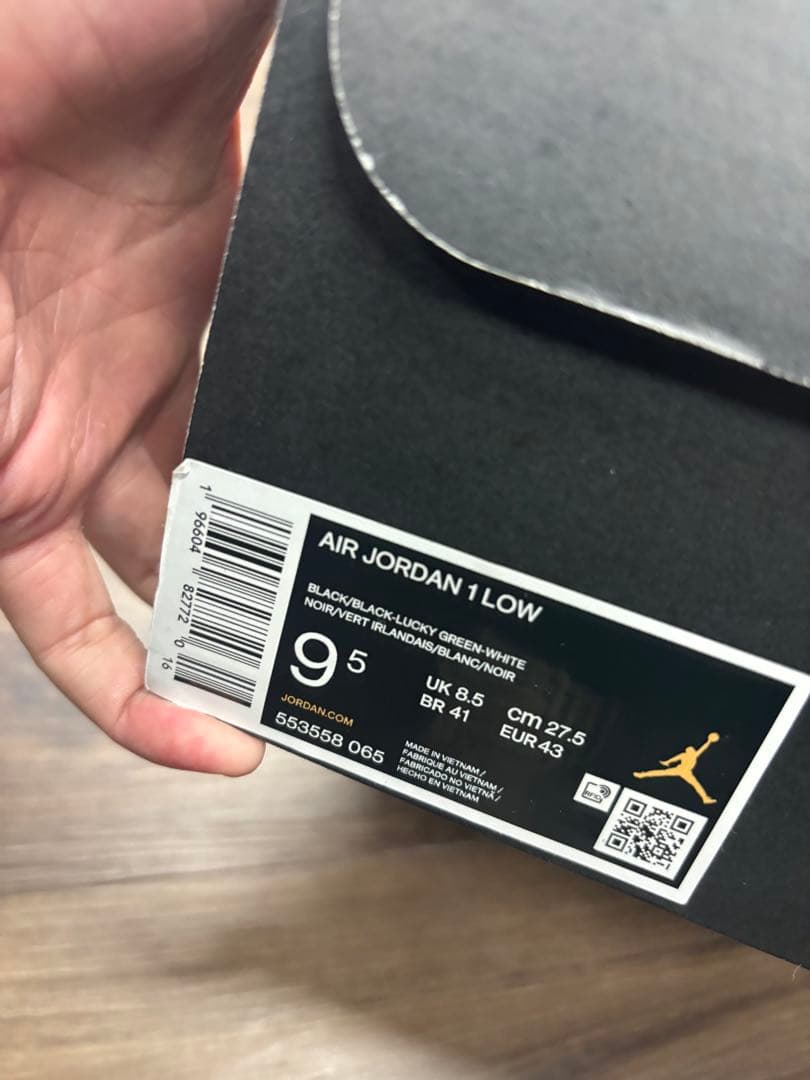 1 96604 82772 0 16
AIR JORDAN 1 LOW
BLACK/BLACK-LUCKY GREEN-WHITE
NOIR/VERT IRLANDAIS/BLANC/NOIR
9 5
UK 8.5
BR 41
cm 27.5
EUR 43
JORDAN.COM
553558 065
MADE IN VIETNAM /
FABRIQUE AU VIETNAM /
FABRICADO NO VIETNÃ /
HECHO EN VIETNAM
RFID